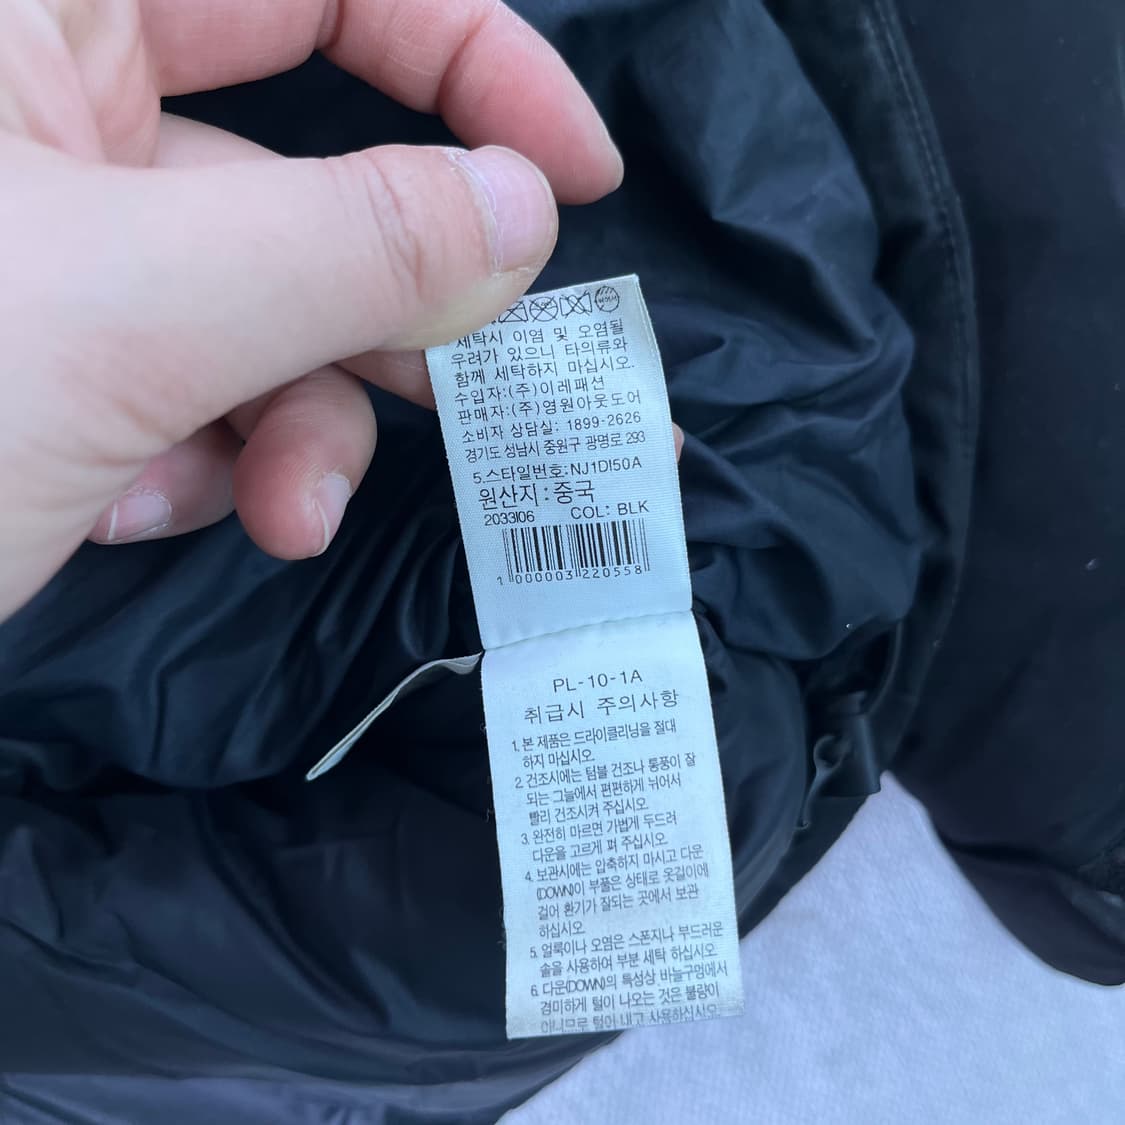 세탁시 이염 및 오염될
우려가 있으니 타의류와
함께 세탁하지 마십시오.
수입자:(주)이레패션
판매자:(주)영원아웃도어
소비자 상담실: 1899-2626
경기도 성남시 중원구 광명로 293
5.스타일번호:NJ1DI50A
원산지:중국
2033I06 COL: BLK
1 000003 220558
PL-10-1A
취급시 주의사항
1. 본 제품은 드라이클리닝을 절대
하지 마십시오.
2. 건조시에는 텀블 건조나 통풍이 잘
되는 그늘에서 편편하게 뉘어서
빨리 건조시켜 주십시오.
3. 완전히 마르면 가볍게 두드려
다운을 고르게 펴 주십시오.
4. 보관시에는 압축하지 마시고 다운
(DOWN)이 부풀은 상태로 옷길이에
걸어 환기가 잘되는 곳에서 보관
하십시오.
5. 얼룩이나 오염은 스폰지나 부드러운
솔을 사용하여 부분 세탁 하십시오
6. 다운(DOWN)의 특성상 바늘구멍에서
경미하게 털이 나오는 것은 불량이
아니므로 털이 내고 사용하십시오